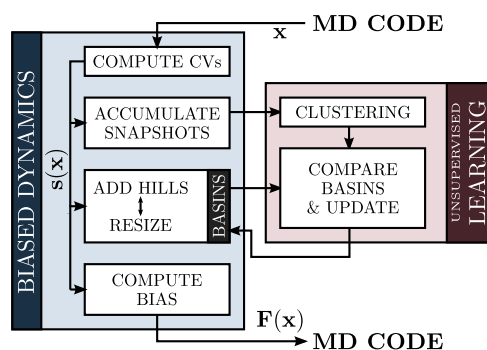 x
MD CODE
BIASED DYNAMICS
COMPUTE CVs
s(x)
ACCUMULATE
SNAPSHOTS
ADD HILLS
RESIZE
BASINS
COMPUTE
BIAS
CLUSTERING
COMPARE
BASINS
& UPDATE
UNSUPERVISED
LEARNING
F(x)
MD CODE